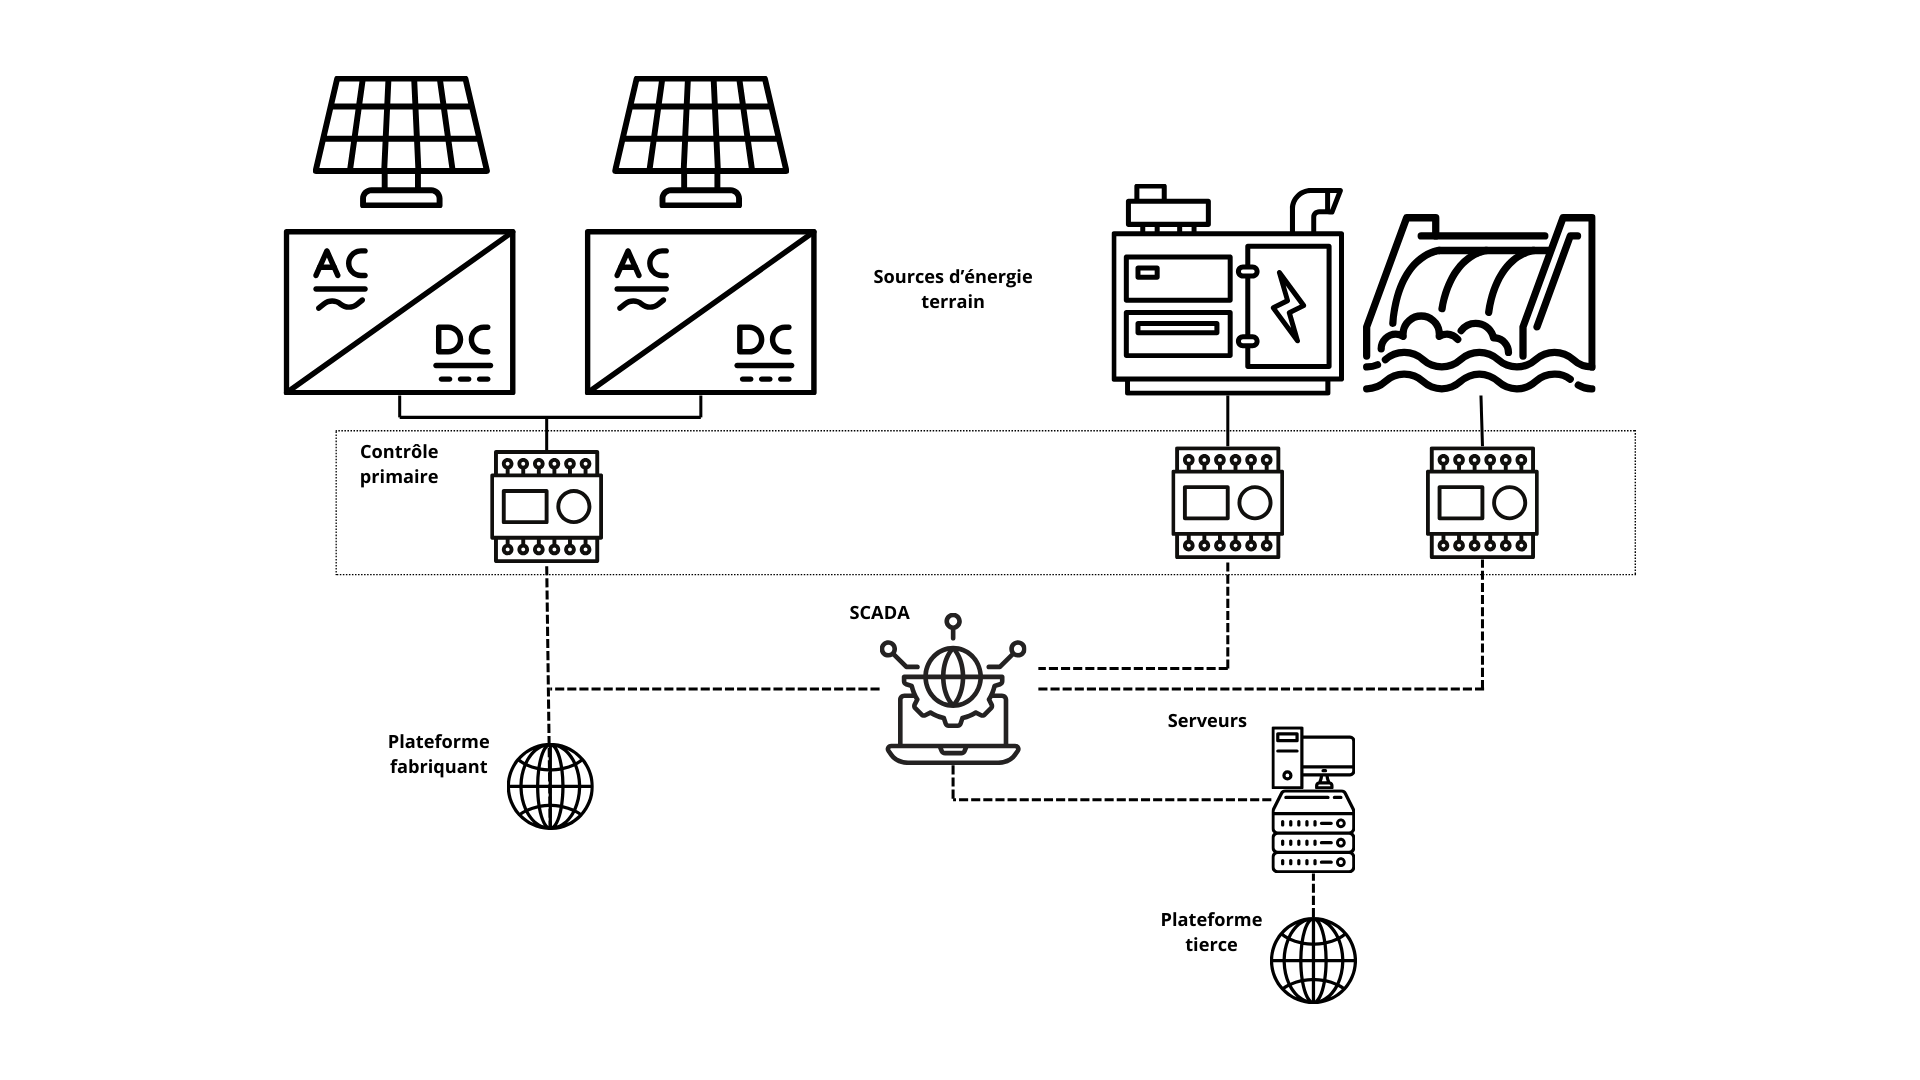 AC
DC
AC
DC
Sources d’énergie
terrain
Contrôle
primaire
SCADA
Plateforme
fabriquant
Serveurs
Plateforme
tierce